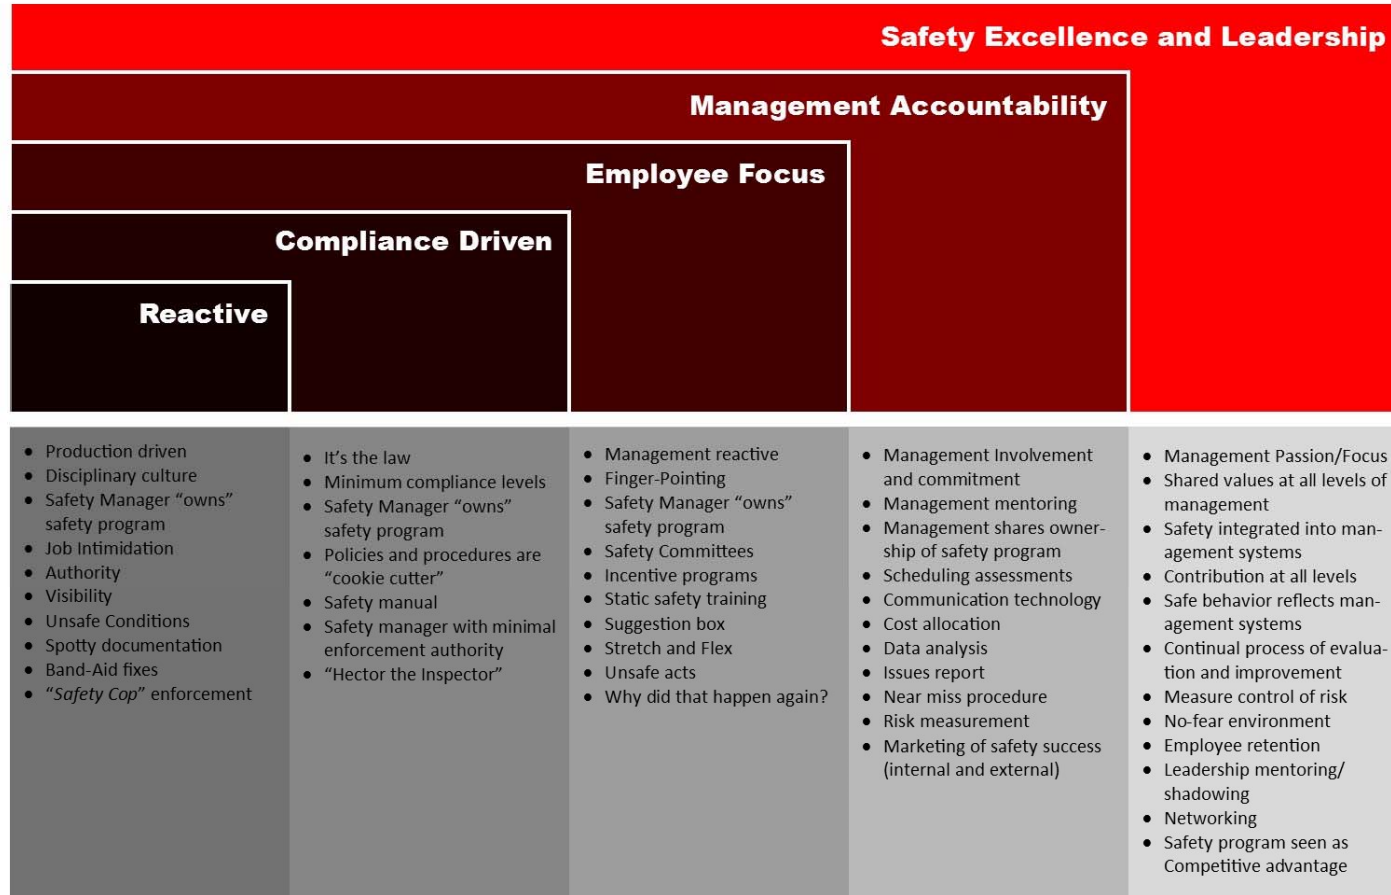 Safety Excellence and Leadership
Management Accountability
Employee Focus
Compliance Driven
Reactive
• Production driven
• Disciplinary culture
• Safety Manager “owns”
safety program
• Job Intimidation
• Authority
• Visibility
• Unsafe Conditions
• Spotty documentation
• Band-Aid fixes
• “Safety Cop” enforcement
• It’s the law
• Minimum compliance levels
• Safety Manager “owns”
safety program
• Policies and procedures are
“cookie cutter”
• Safety manual
• Safety manager with minimal
enforcement authority
• “Hector the Inspector”
• Management reactive
• Finger-Pointing
• Safety Manager “owns”
safety program
• Safety Committees
• Incentive programs
• Static safety training
• Suggestion box
• Stretch and Flex
• Unsafe acts
• Why did that happen again?
• Management Involvement
and commitment
• Management mentoring
• Management shares owner-
ship of safety program
• Scheduling assessments
• Communication technology
• Cost allocation
• Data analysis
• Issues report
• Near miss procedure
• Risk measurement
• Marketing of safety success
(internal and external)
• Management Passion/Focus
• Shared values at all levels of
management
• Safety integrated into man-
agement systems
• Contribution at all levels
• Safe behavior reflects man-
agement systems
• Continual process of evalua-
tion and improvement
• Measure control of risk
• No-fear environment
• Employee retention
• Leadership mentoring/
shadowing
• Networking
• Safety program seen as
Competitive advantage